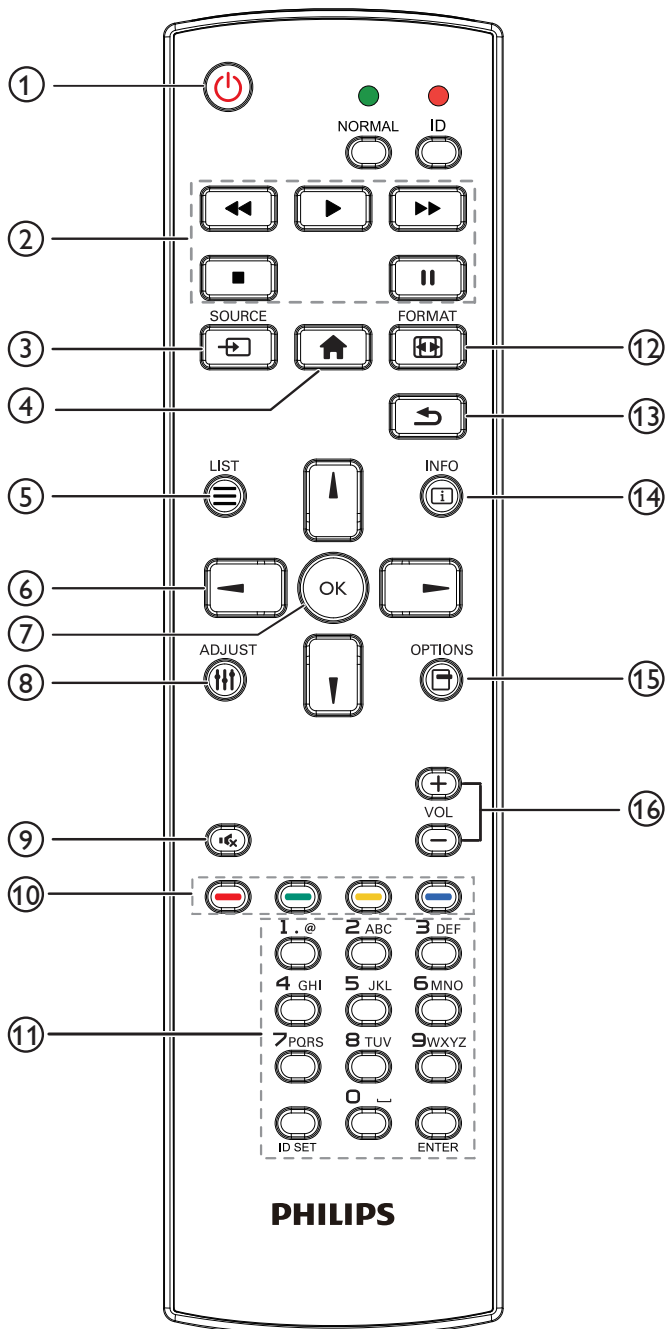 ①
NORMAL ID
②
SOURCE FORMAT
③ ⑫
④ ⑬
LIST INFO
⑤ i ⑭
⑥ OK
⑦
ADJUST OPTIONS
⑧ ⑮
+
VOL ⑯
⑨ −
⑩
1 . @ 2 ABC 3 DEF
4 GHI 5 JKL 6 MNO
⑪ 7 PQRS 8 TUV 9 WXYZ
0 ⎵
ID SET ENTER
PHILIPS